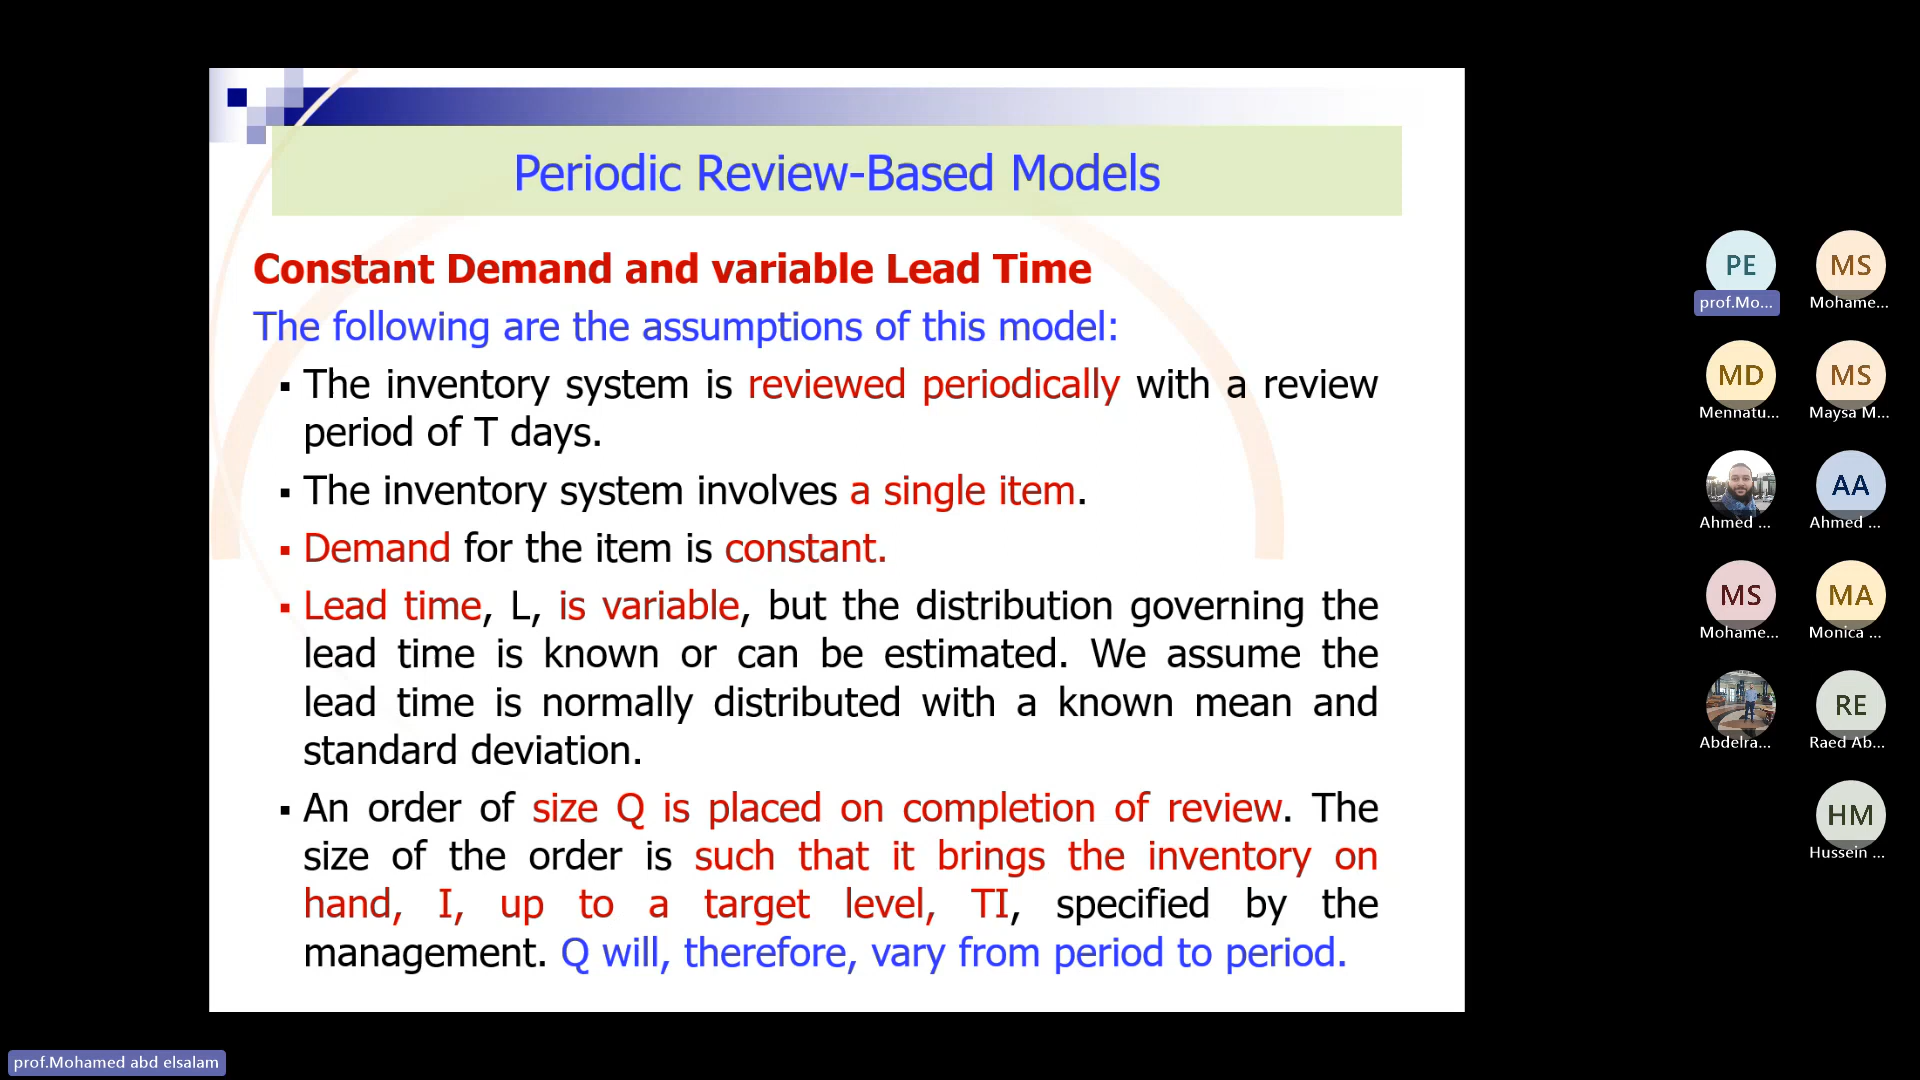 Periodic Review-Based Models
Constant Demand and variable Lead Time
The following are the assumptions of this model:
▪ The inventory system is reviewed periodically with a review
period of T days.
▪ The inventory system involves a single item.
▪ Demand for the item is constant.
▪ Lead time, L, is variable, but the distribution governing the
lead time is known or can be estimated. We assume the
lead time is normally distributed with a known mean and
standard deviation.
▪ An order of size Q is placed on completion of review. The
size of the order is such that it brings the inventory on
hand, I, up to a target level, TI, specified by the
management. Q will, therefore, vary from period to period.
PE
prof.Mo...
MS
Mohame...
MD
Mennatu...
MS
Maysa M...
Ahmed ...
AA
Ahmed ...
MS
Mohame...
MA
Monica ...
Abdelra...
RE
Raed Ab...
HM
Hussein ...
prof.Mohamed abd elsalam